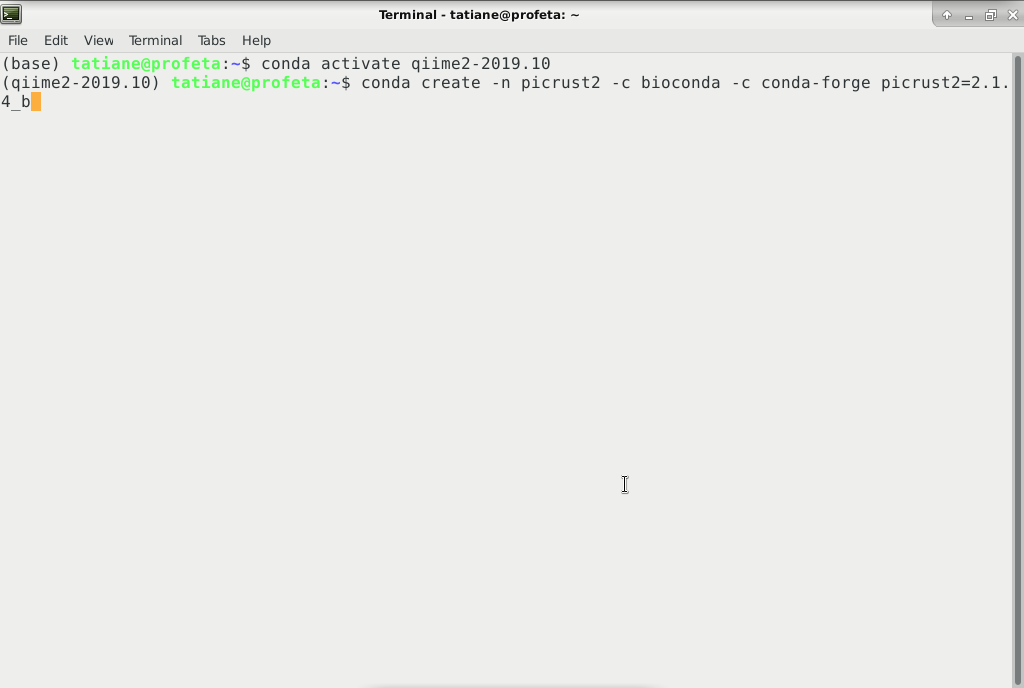 Terminal - tatiane@profeta: ~
File Edit View Terminal Tabs Help
(base) tatiane@profeta:~$ conda activate qiime2-2019.10
(qiime2-2019.10) tatiane@profeta:~$ conda create -n picrust2 -c bioconda -c conda-forge picrust2=2.1.
4_b